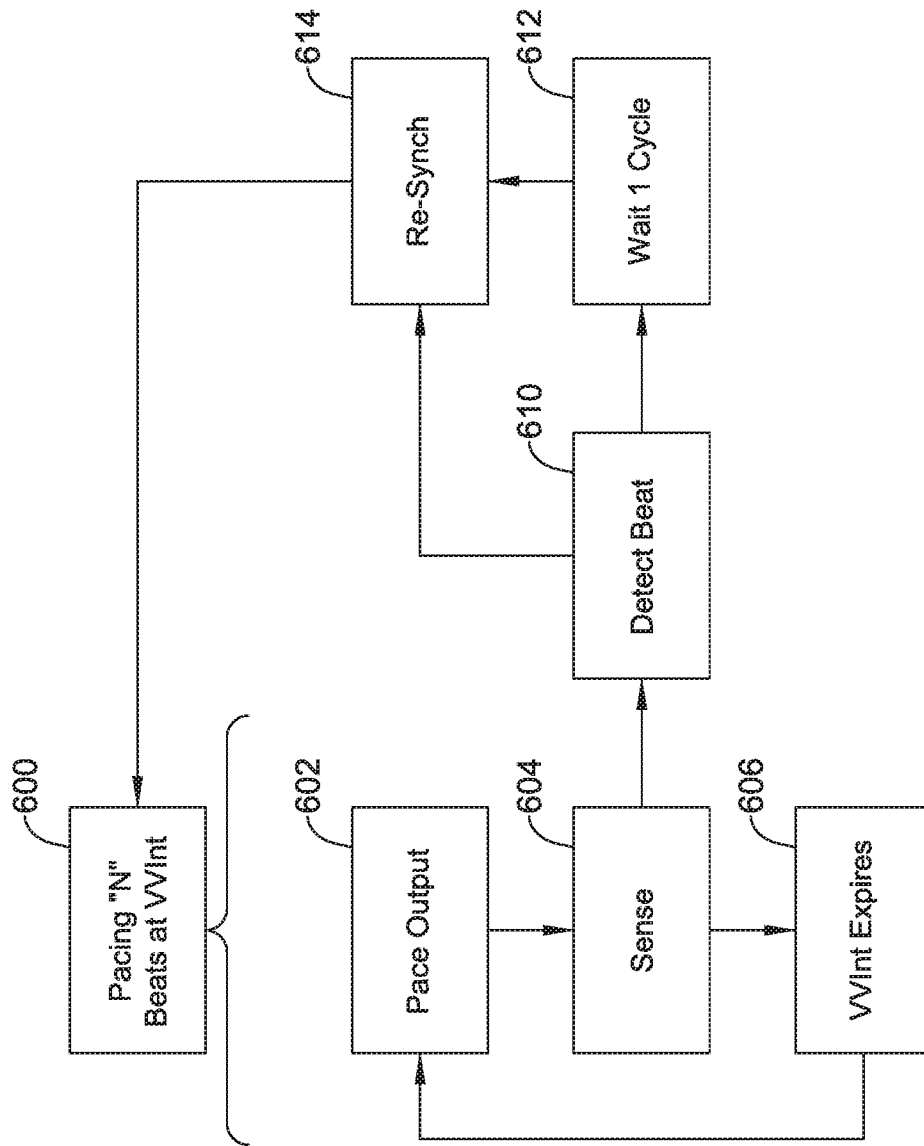 600
Pacing "N"
Beats at VVInt
602
Pace Output
604
Sense
606
VVInt Expires
610
Detect Beat
614
Re-Synch
612
Wait 1 Cycle